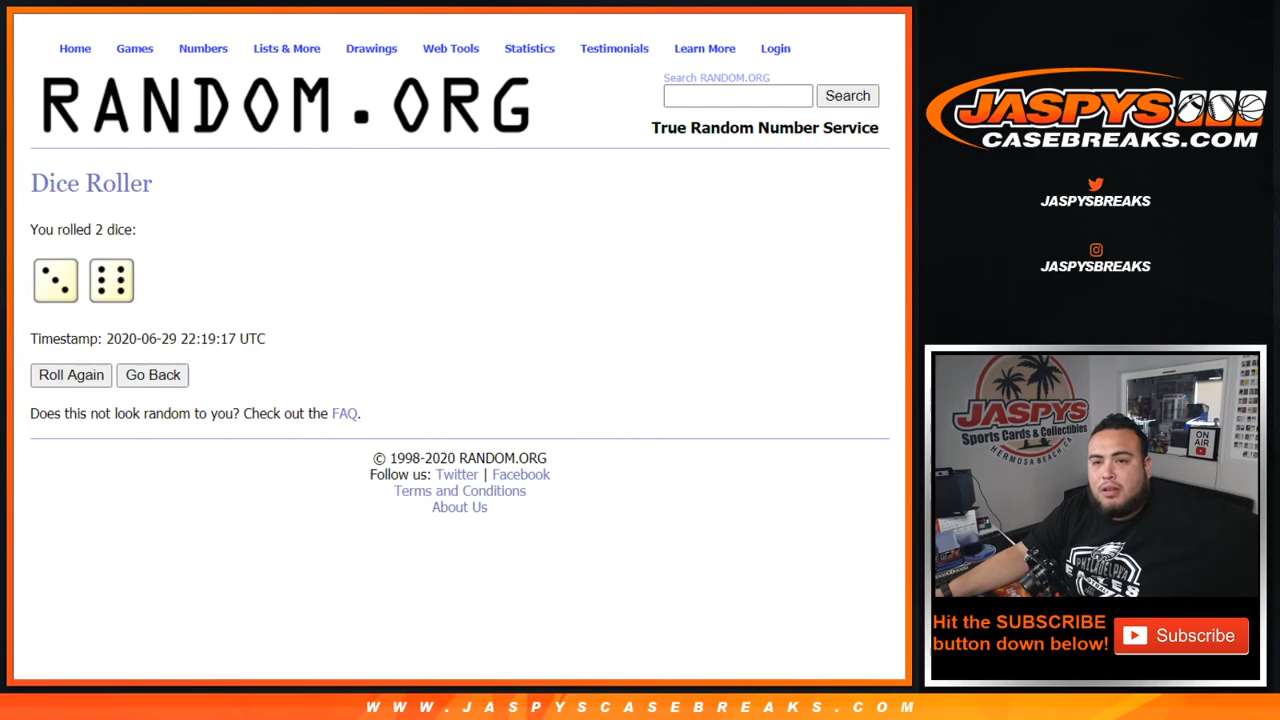 Home Games Numbers Lists & More Drawings Web Tools Statistics Testimonials Learn More Login
RANDOM.ORG
Search RANDOM.ORG
Search
True Random Number Service
Dice Roller
You rolled 2 dice:
Timestamp: 2020-06-29 22:19:17 UTC
Roll Again Go Back
Does this not look random to you? Check out the FAQ.
© 1998-2020 RANDOM.ORG
Follow us: Twitter | Facebook
Terms and Conditions
About Us
JASPYS
CASEBREAKS.COM
JASPYSBREAKS
JASPYSBREAKS
JASPYS
Sports Cards & Collectibles
HERMOSA BEACH, CA
ON
AIR
PHILADELPHIA
EAGLES
Hit the SUBSCRIBE
button down below!
Subscribe
WWW.JASPYSCASEBREAKS.COM